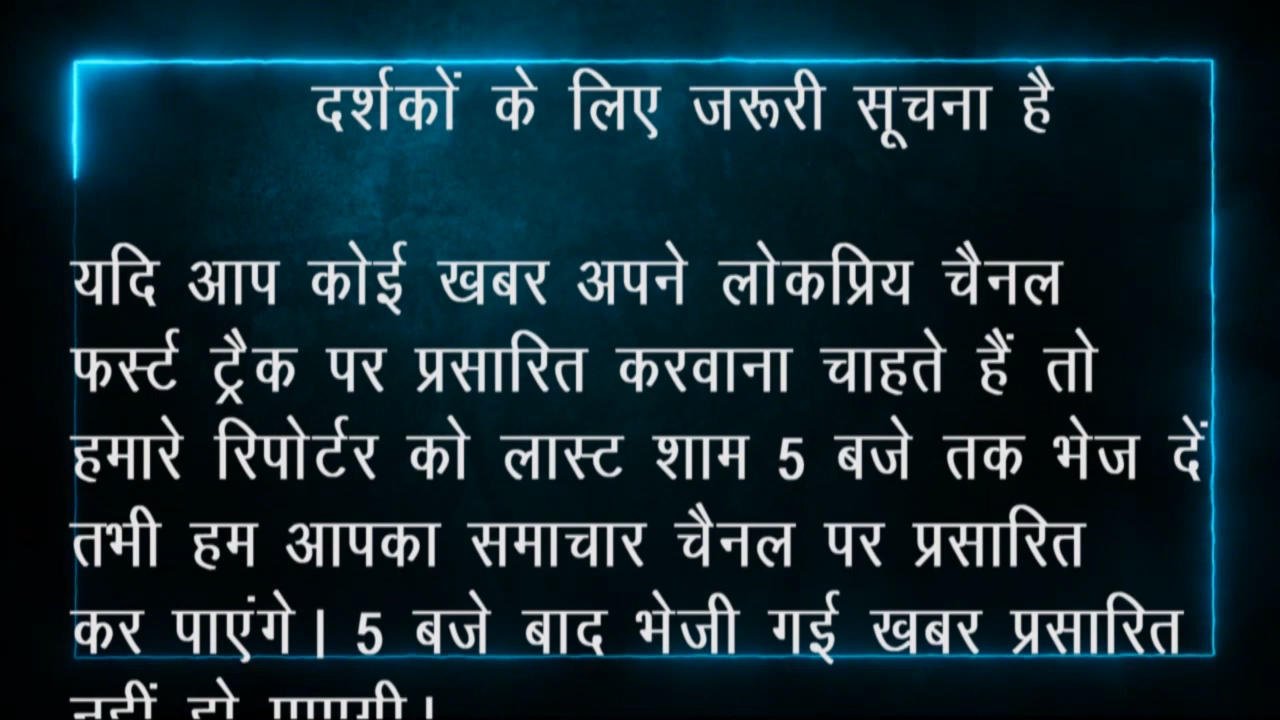 दर्शकों के लिए जरूरी सूचना है
यदि आप कोई खबर अपने लोकप्रिय चैनल
फर्स्ट ट्रैक पर प्रसारित करवाना चाहते हैं तो
हमारे रिपोर्टर को लास्ट शाम 5 बजे तक भेज दें
तभी हम आपका समाचार चैनल पर प्रसारित
कर पाएंगे। 5 बजे बाद भेजी गई खबर प्रसारित
नहीं हो